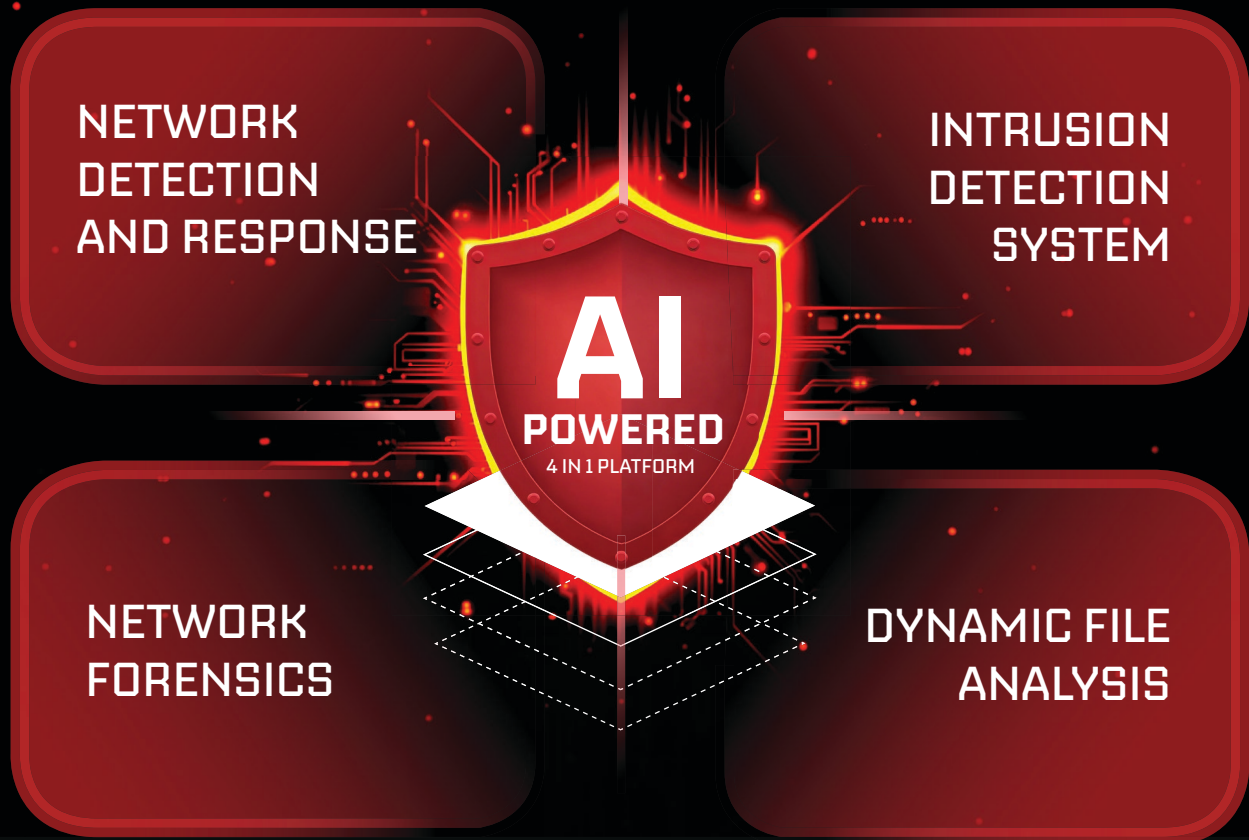 NETWORK
DETECTION
AND RESPONSE
INTRUSION
DETECTION
SYSTEM
AI
POWERED
4 IN 1 PLATFORM
NETWORK
FORENSICS
DYNAMIC FILE
ANALYSIS